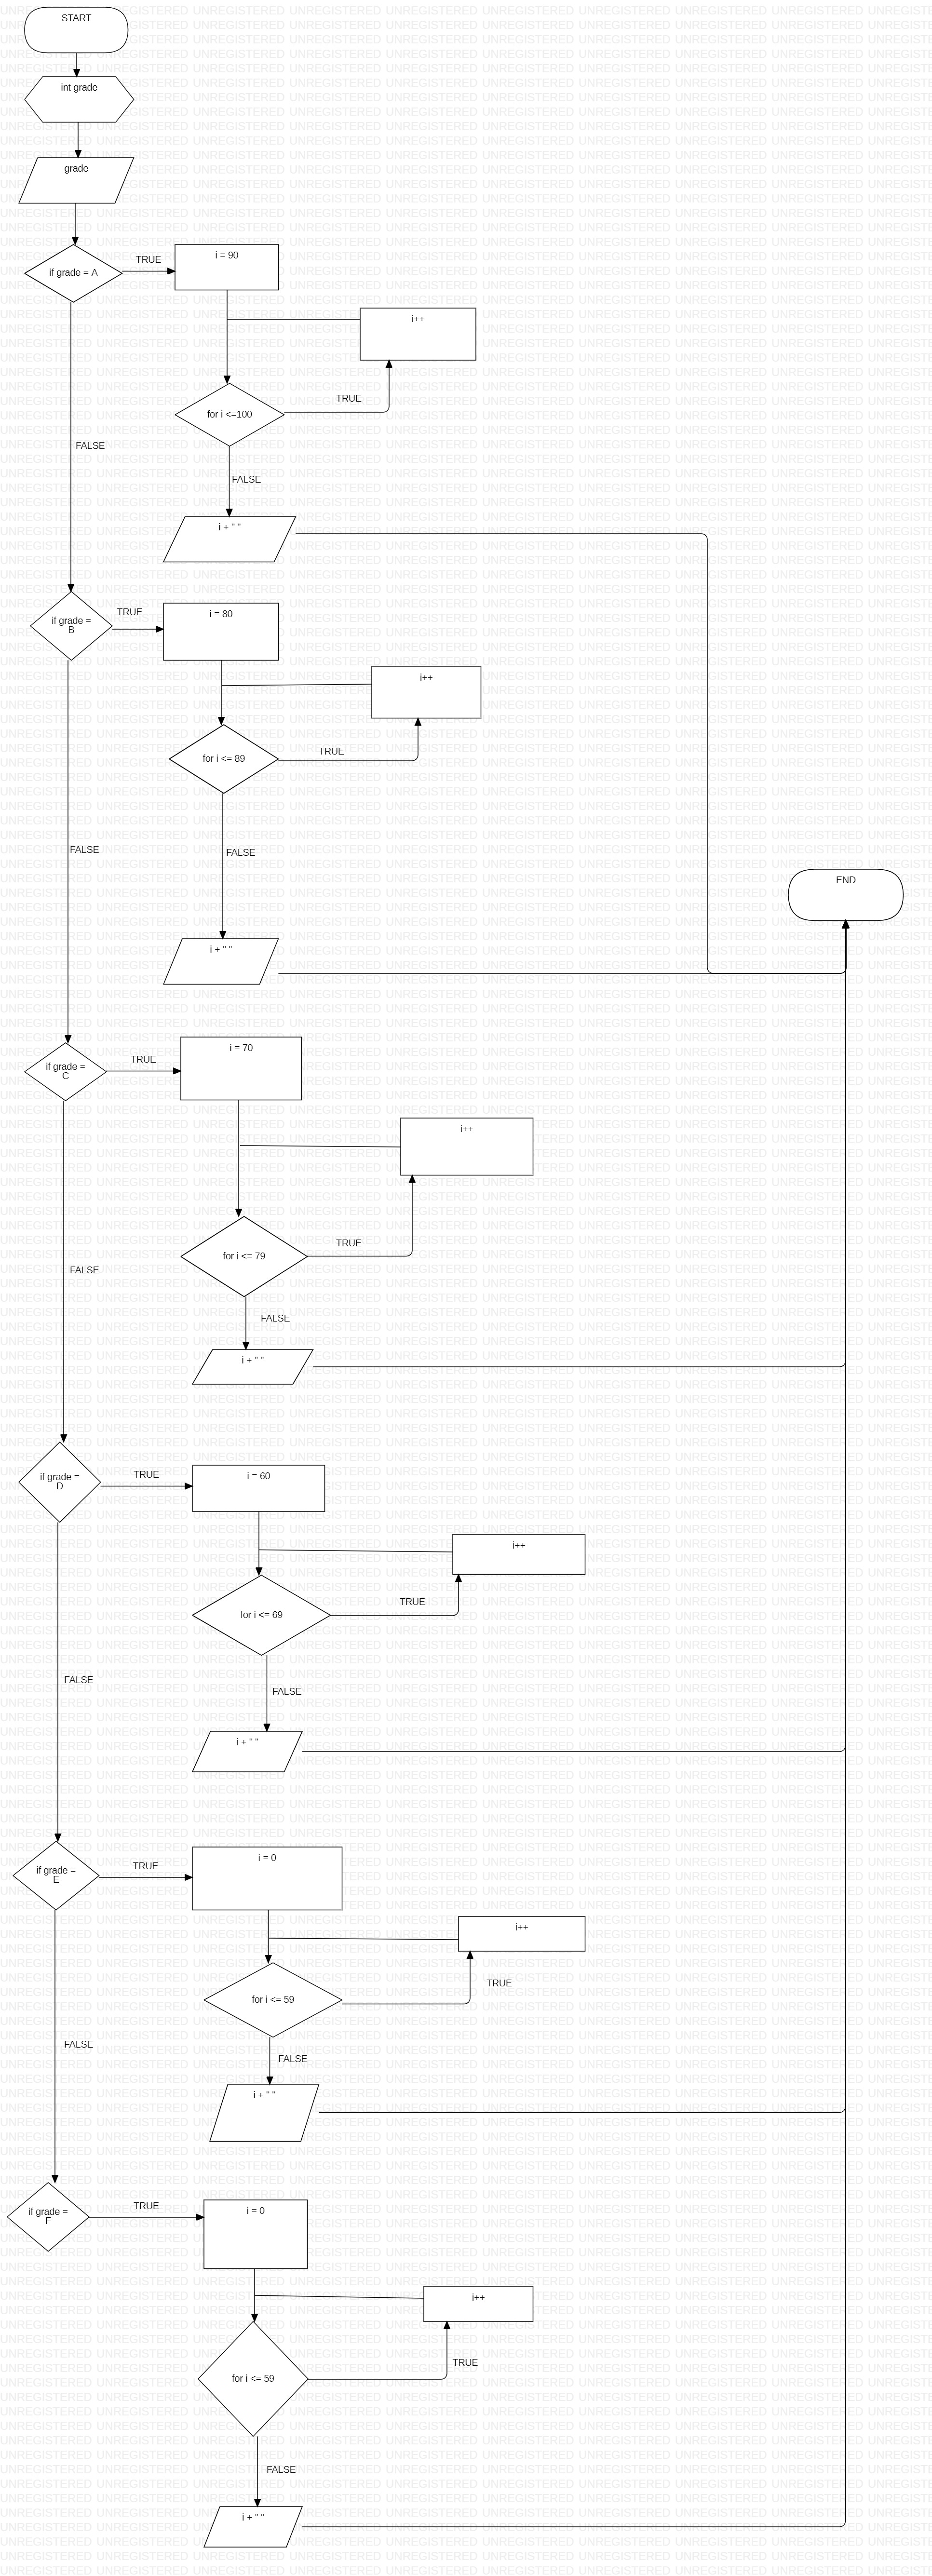 START
int grade
grade
if grade = A
TRUE
i = 90
i++
TRUE
for i <=100
FALSE
FALSE
i + " "
if grade =
B
TRUE
i = 80
i++
for i <= 89
TRUE
FALSE
FALSE
END
i + " "
if grade =
C
TRUE
i = 70
i++
TRUE
for i <= 79
FALSE
FALSE
i + " "
if grade =
D
TRUE
i = 60
i++
TRUE
for i <= 69
FALSE
FALSE
i + " "
if grade =
E
TRUE
i = 0
i++
TRUE
for i <= 59
FALSE
FALSE
i + " "
if grade =
F
TRUE
i = 0
i++
TRUE
for i <= 59
FALSE
i + " "